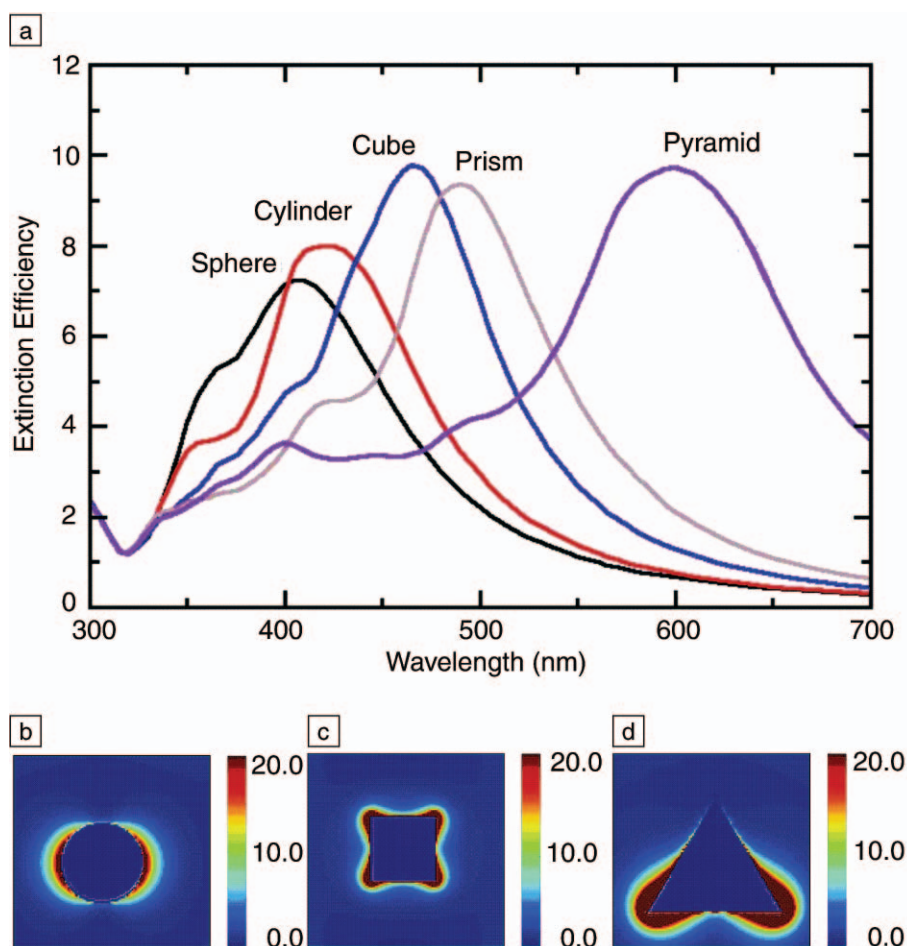 a
12
10
8
6
4
2
0
Extinction Efficiency
Sphere
Cylinder
Cube
Prism
Pyramid
300 400 500 600 700
Wavelength (nm)
b
20.0
10.0
0.0
c
20.0
10.0
0.0
d
20.0
10.0
0.0